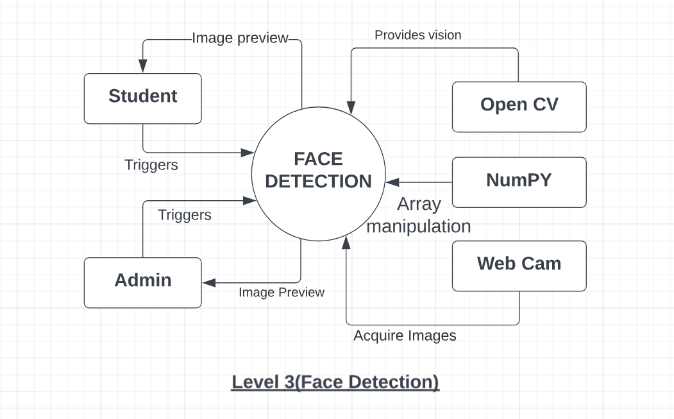 Image preview
Provides vision
Student
Open CV
Triggers
FACE
DETECTION
NumPY
Array
manipulation
Triggers
Admin
Web Cam
Image Preview
Acquire Images
Level 3(Face Detection)